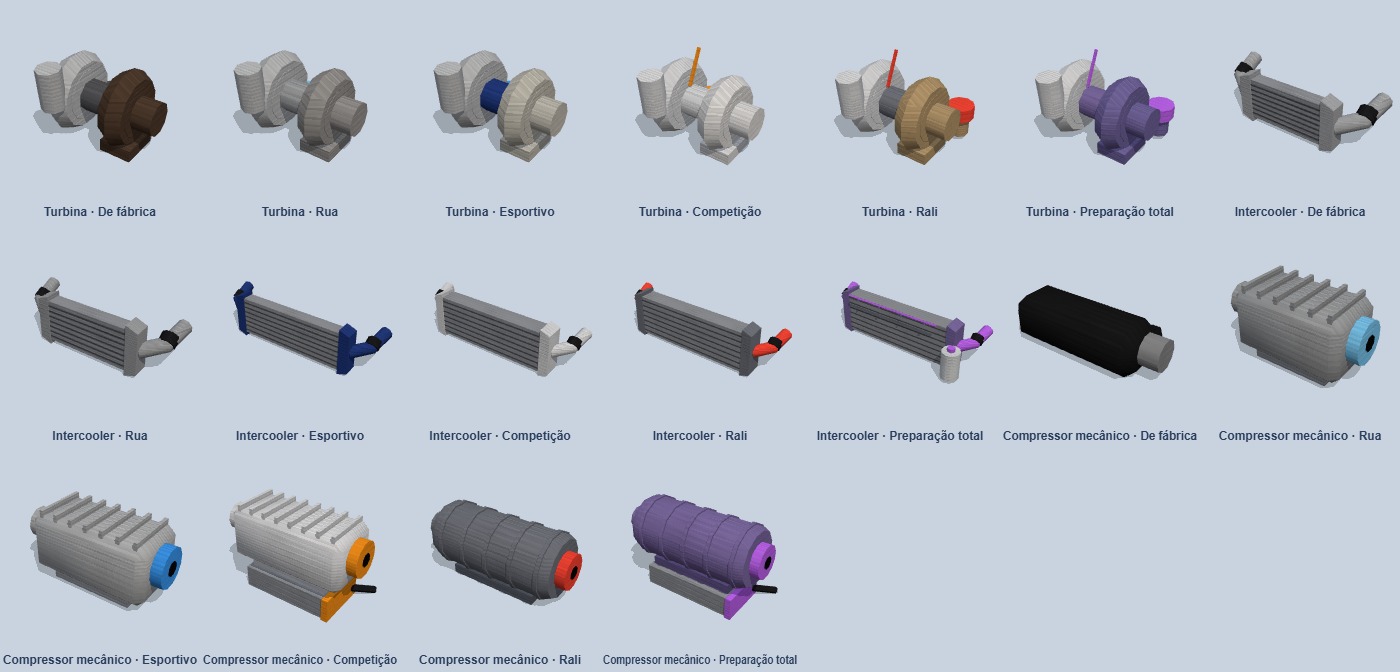 Turbina · De fábrica
Turbina · Rua
Turbina · Esportivo
Turbina · Competição
Turbina · Rali
Turbina · Preparação total
Intercooler · De fábrica
Intercooler · Rua
Intercooler · Esportivo
Intercooler · Competição
Intercooler · Rali
Intercooler · Preparação total
Compressor mecânico · De fábrica
Compressor mecânico · Rua
Compressor mecânico · Esportivo
Compressor mecânico · Competição
Compressor mecânico · Rali
Compressor mecânico · Preparação total